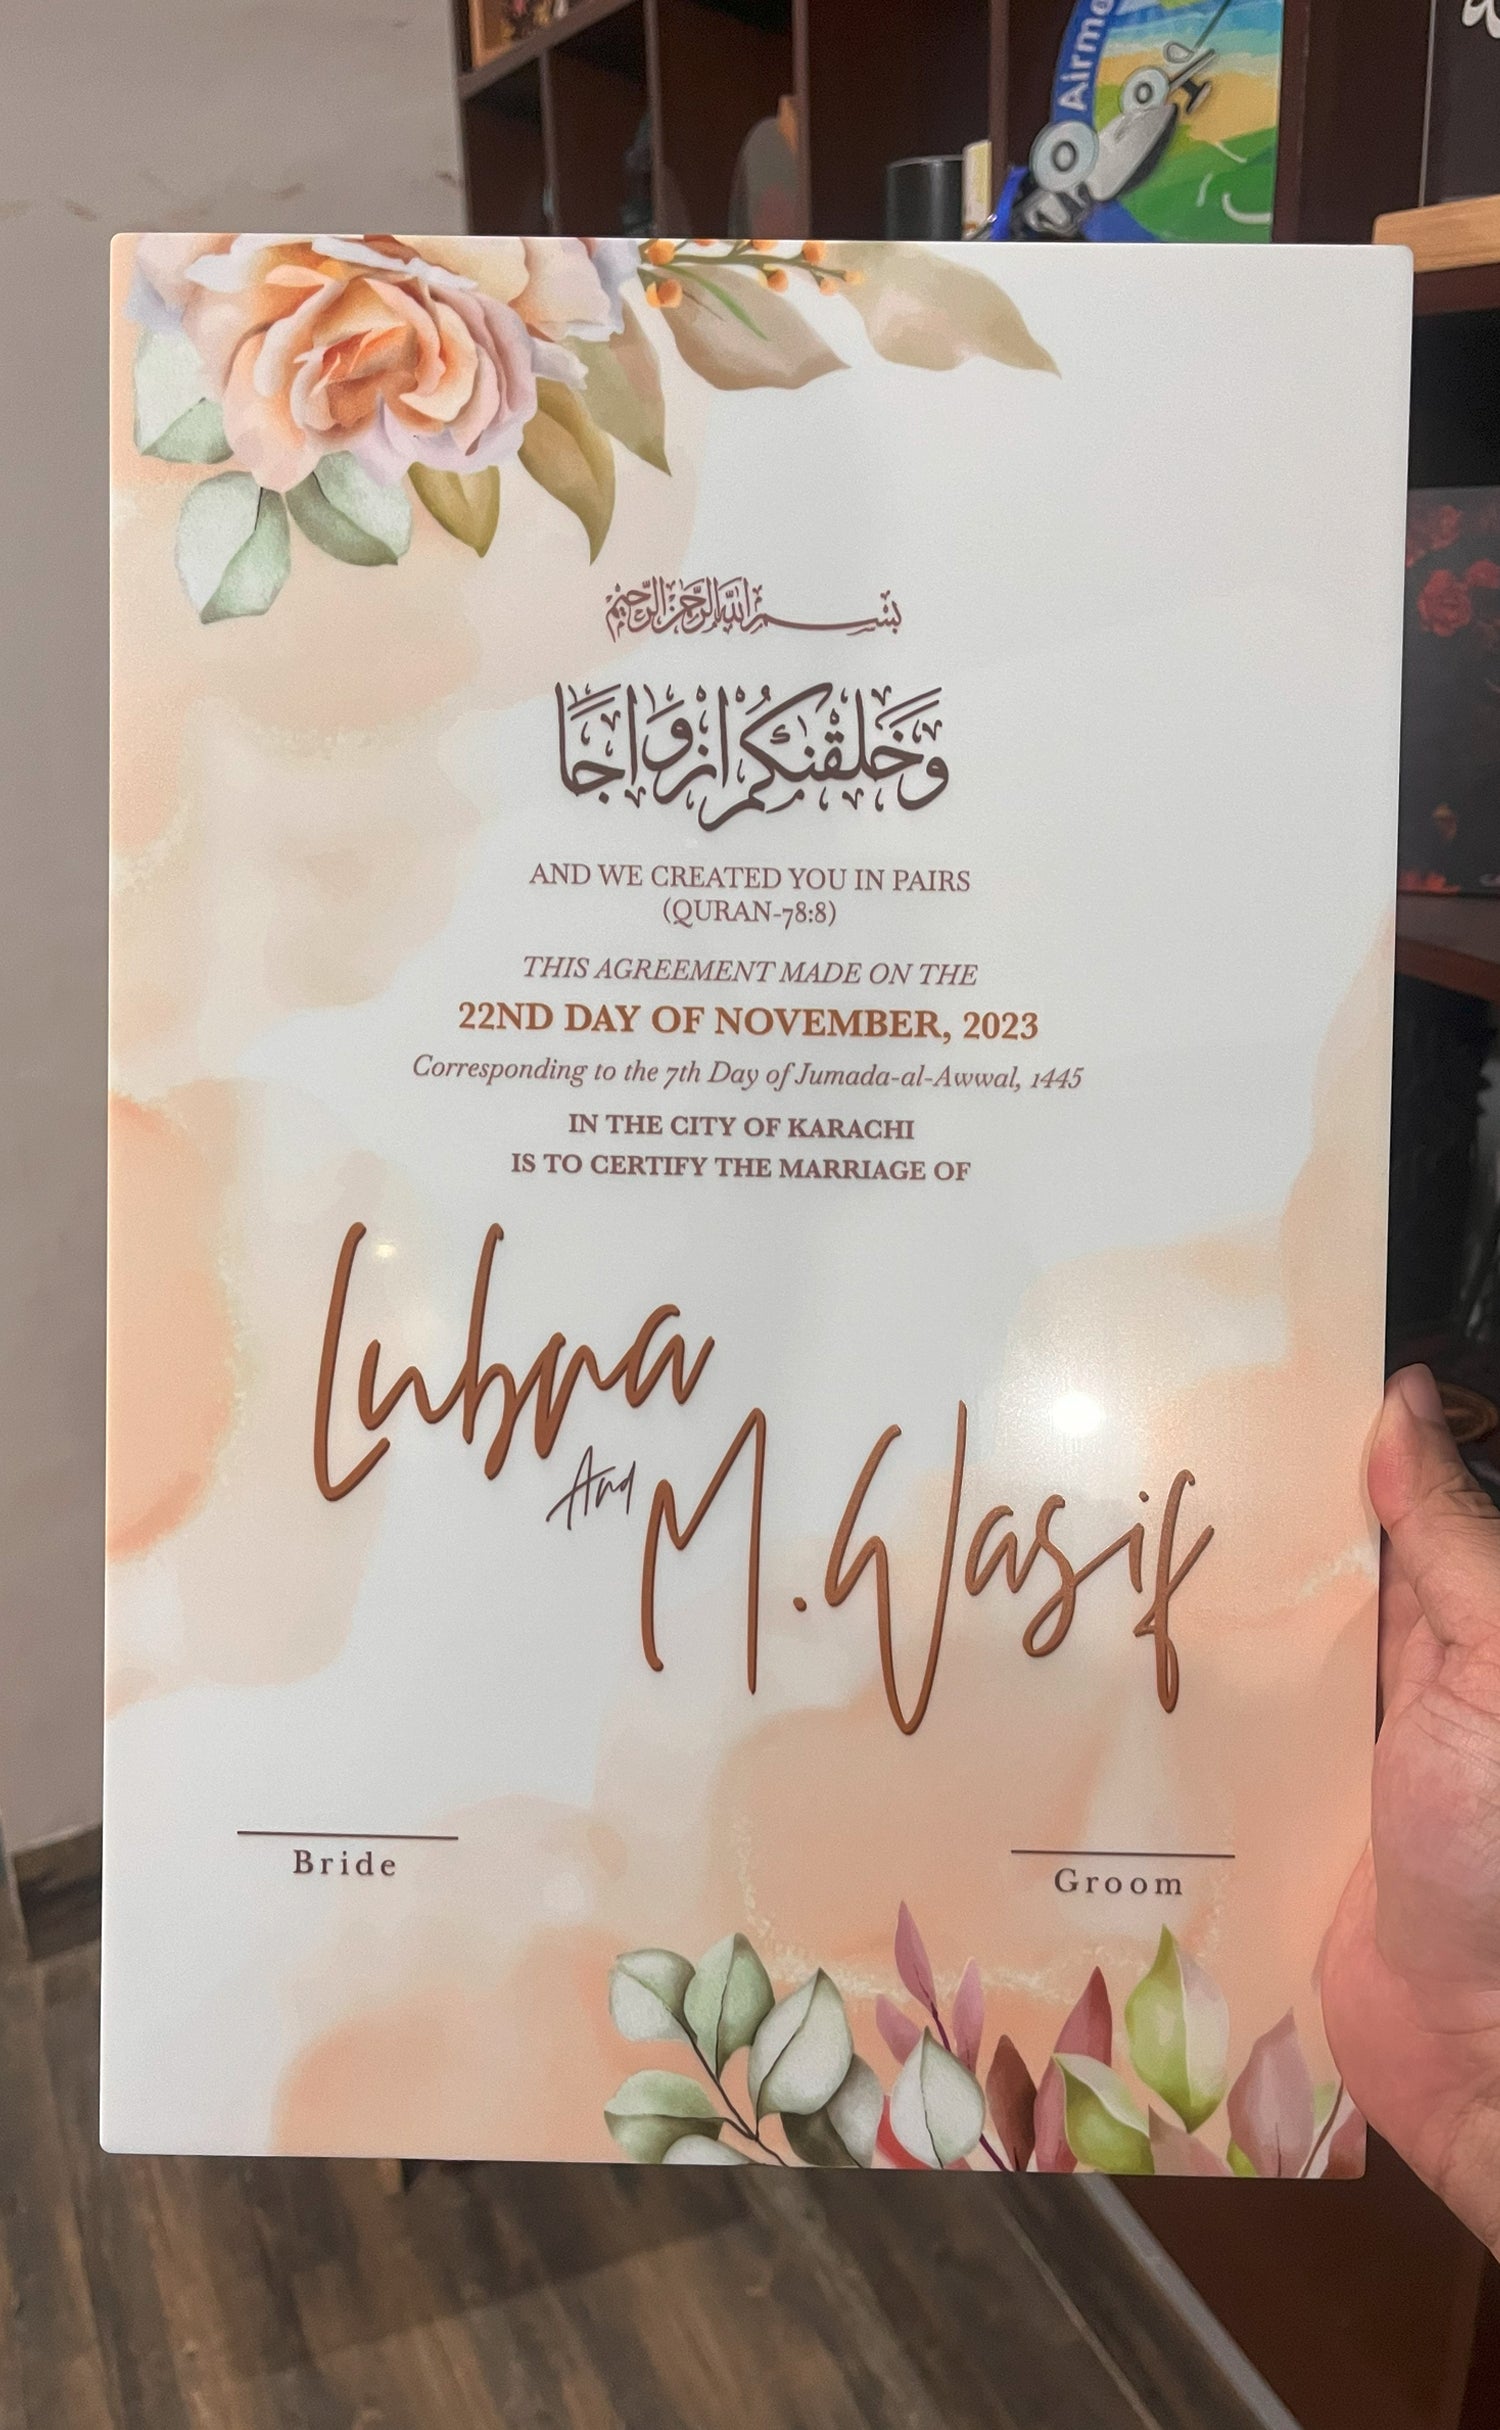 Airme
بسم الله الرحمن الرحيم
وَخَلَقْنٰكُمْ اَزْوَاجًا
AND WE CREATED YOU IN PAIRS
(QURAN-78:8)
THIS AGREEMENT MADE ON THE
22ND DAY OF NOVEMBER, 2023
Corresponding to the 7th Day of Jumada-al-Awwal, 1445
IN THE CITY OF KARACHI
IS TO CERTIFY THE MARRIAGE OF
Lubna
And
M. Wasif
Bride
Groom